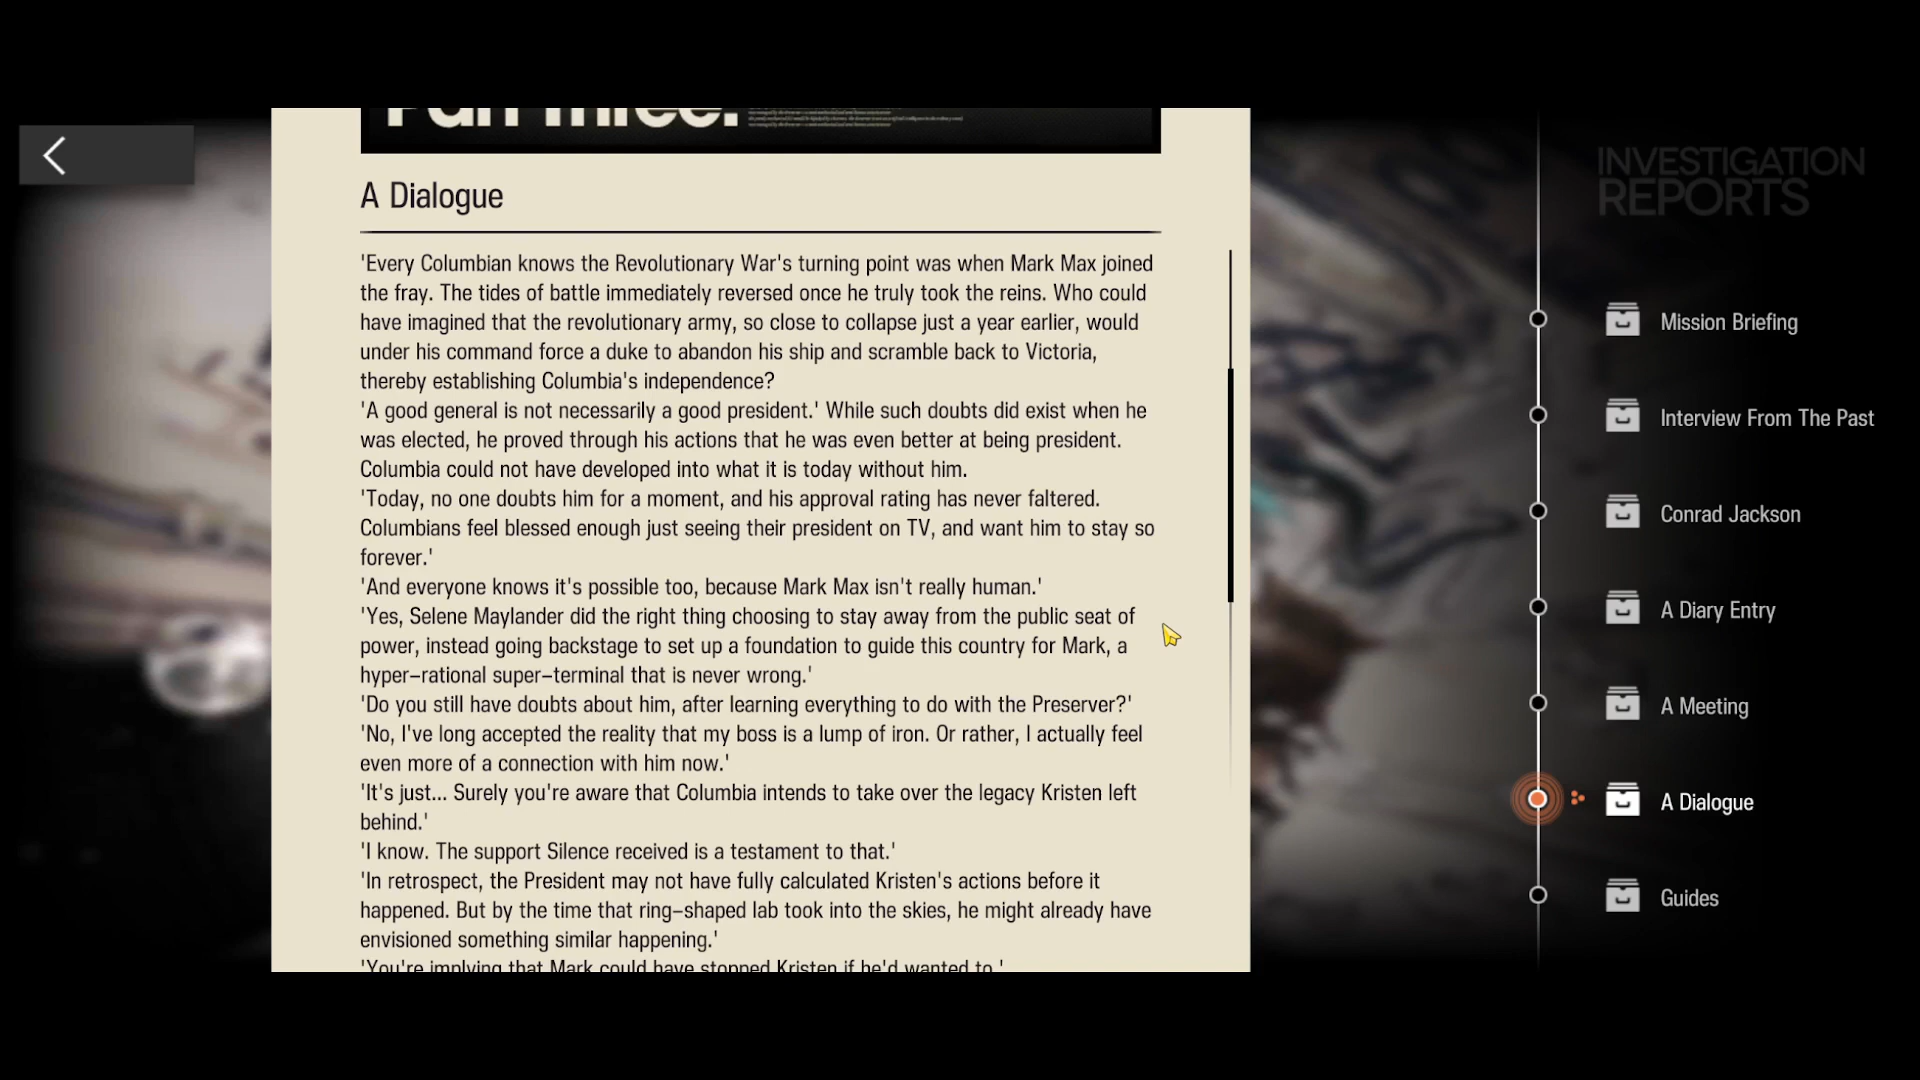 Part Three.
INVESTIGATION
REPORTS
A Dialogue
'Every Columbian knows the Revolutionary War's turning point was when Mark Max joined
the fray. The tides of battle immediately reversed once he truly took the reins. Who could
have imagined that the revolutionary army, so close to collapse just a year earlier, would
under his command force a duke to abandon his ship and scramble back to Victoria,
thereby establishing Columbia's independence?
'A good general is not necessarily a good president.' While such doubts did exist when he
was elected, he proved through his actions that he was even better at being president.
Columbia could not have developed into what it is today without him.
'Today, no one doubts him for a moment, and his approval rating has never faltered.
Columbians feel blessed enough just seeing their president on TV, and want him to stay so
forever.'
'And everyone knows it's possible too, because Mark Max isn't really human.'
'Yes, Selene Maylander did the right thing choosing to stay away from the public seat of
power, instead going backstage to set up a foundation to guide this country for Mark, a
hyper–rational super–terminal that is never wrong.'
'Do you still have doubts about him, after learning everything to do with the Preserver?'
'No, I've long accepted the reality that my boss is a lump of iron. Or rather, I actually feel
even more of a connection with him now.'
'It's just... Surely you're aware that Columbia intends to take over the legacy Kristen left
behind.'
'I know. The support Silence received is a testament to that.'
'In retrospect, the President may not have fully calculated Kristen's actions before it
happened. But by the time that ring–shaped lab took into the skies, he might already have
envisioned something similar happening.'
'You're implying that Mark could have stopped Kristen if he'd wanted to.'
Mission Briefing
Interview From The Past
Conrad Jackson
A Diary Entry
A Meeting
A Dialogue
Guides